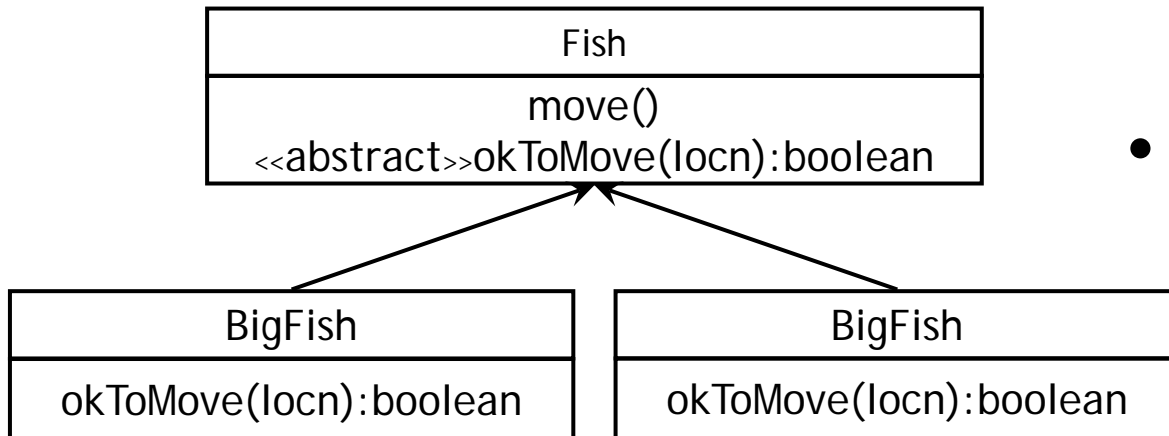 Fish
move()
<<abstract>>okToMove(locn):boolean
BigFish
okToMove(locn):boolean
BigFish
okToMove(locn):boolean